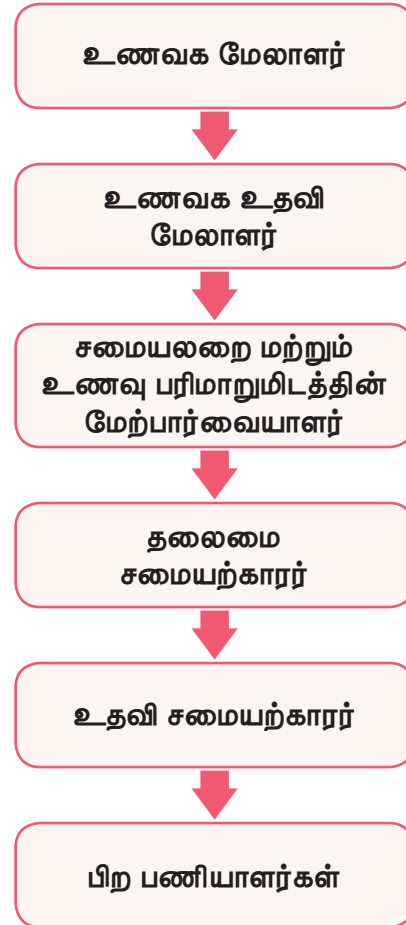 உணவக மேலாளர்
உணவக உதவி
மேலாளர்
சமையலறை மற்றும்
உணவு பரிமாறுமிடத்தின்
மேற்பார்வையாளர்
தலைமை
சமையற்காரர்
உதவி சமையற்காரர்
பிற பணியாளர்கள்